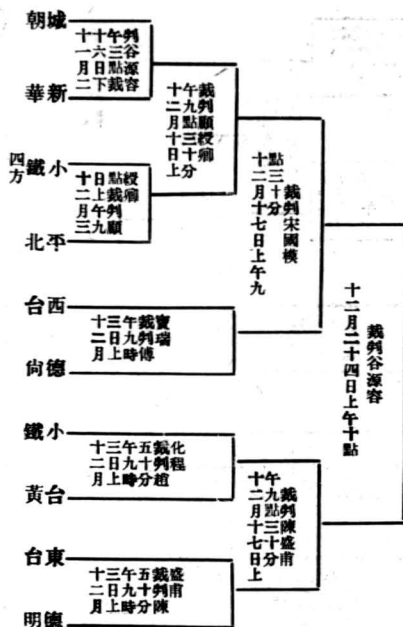 朝城
華新
十一月二
十六日下
午三點裁
判谷源容
四方
鐵小
北平
十二月三
日上午九
點裁判顧
綬卿
十二月十日上
午九點三十分
裁判顧綬卿
台西
尚德
十二月
三日上
午九時
裁判傅
寶瑞
十二月十七日上午九
點三十分
裁判宋國模
鐵小
黃台
十二月
三日上
午九時
五十分
裁判趙
化程
台東
明德
十二月
三日上
午九時
五十分
裁判陳
盛甫
十二月十七日上
午九點三十分
裁判陳盛甫
十二月二十四日上午十點
裁判谷源容